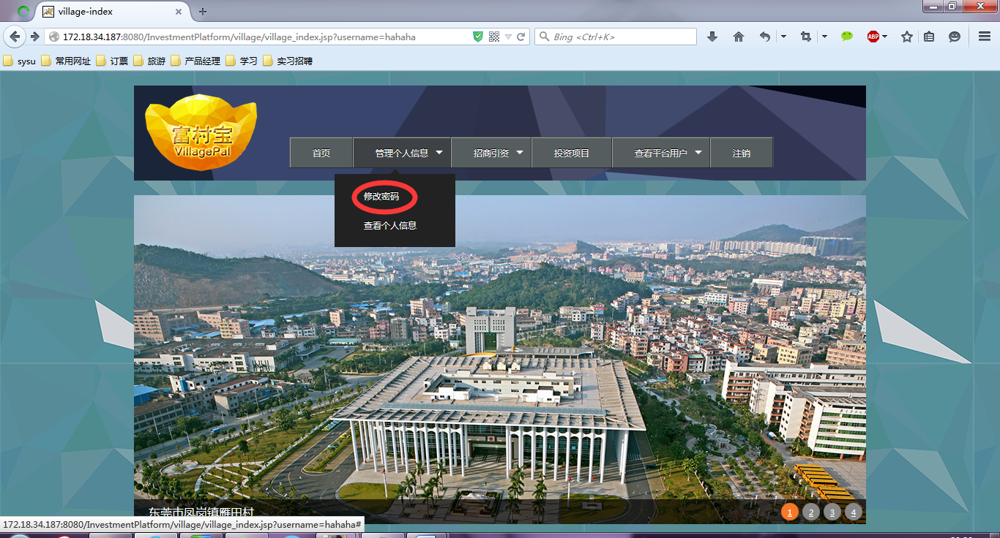 village-index
172.18.34.187:8080/InvestmentPlatform/village/village_index.jsp?username=hahaha
Bing <Ctrl+K>
ABP
sysu 常用网址 订票 旅游 产品经理 学习 实习招聘
富村宝
VillagePal
首页 管理个人信息 招商引资 投资项目 查看平台用户 注销
修改密码
查看个人信息
东莞市凤岗镇雁田村
1 2 3 4
172.18.34.187:8080/InvestmentPlatform/village/village_index.jsp?username=hahaha#